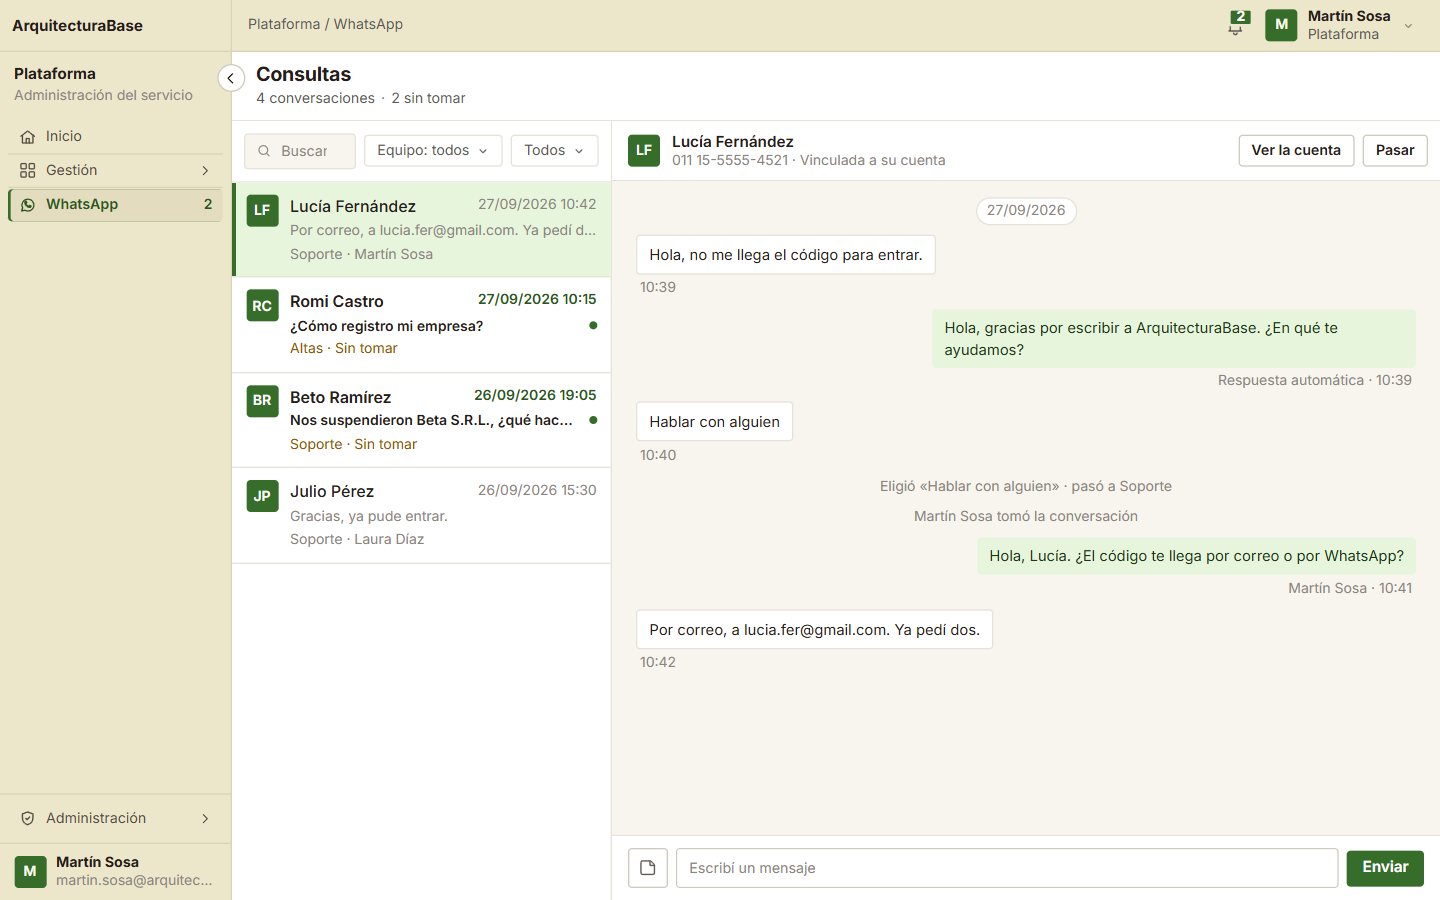 ArquitecturaBase
Plataforma / WhatsApp
2
M
Martín Sosa
Plataforma
Plataforma
Administración del servicio
Inicio
Gestión
WhatsApp 2
Administración
M
Martín Sosa
martin.sosa@arquitec...
Consultas
4 conversaciones · 2 sin tomar
Buscar
Equipo: todos
Todos
LF
Lucía Fernández 27/09/2026 10:42
Por correo, a lucia.fer@gmail.com. Ya pedí d...
Soporte · Martín Sosa
RC
Romi Castro 27/09/2026 10:15
¿Cómo registro mi empresa?
Altas · Sin tomar
BR
Beto Ramírez 26/09/2026 19:05
Nos suspendieron Beta S.R.L., ¿qué hac...
Soporte · Sin tomar
JP
Julio Pérez 26/09/2026 15:30
Gracias, ya pude entrar.
Soporte · Laura Díaz
LF
Lucía Fernández
011 15-5555-4521 · Vinculada a su cuenta
Ver la cuenta
Pasar
27/09/2026
Hola, no me llega el código para entrar.
10:39
Hola, gracias por escribir a ArquitecturaBase. ¿En qué te
ayudamos?
Respuesta automática · 10:39
Hablar con alguien
10:40
Eligió «Hablar con alguien» · pasó a Soporte
Martín Sosa tomó la conversación
Hola, Lucía. ¿El código te llega por correo o por WhatsApp?
Martín Sosa · 10:41
Por correo, a lucia.fer@gmail.com. Ya pedí dos.
10:42
Escribí un mensaje
Enviar